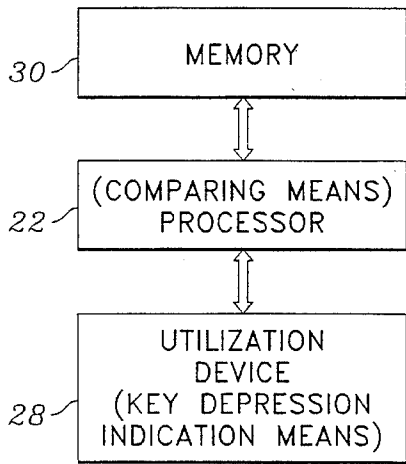 30
MEMORY
22
(COMPARING MEANS)
PROCESSOR
28
UTILIZATION
DEVICE
(KEY DEPRESSION
INDICATION MEANS)